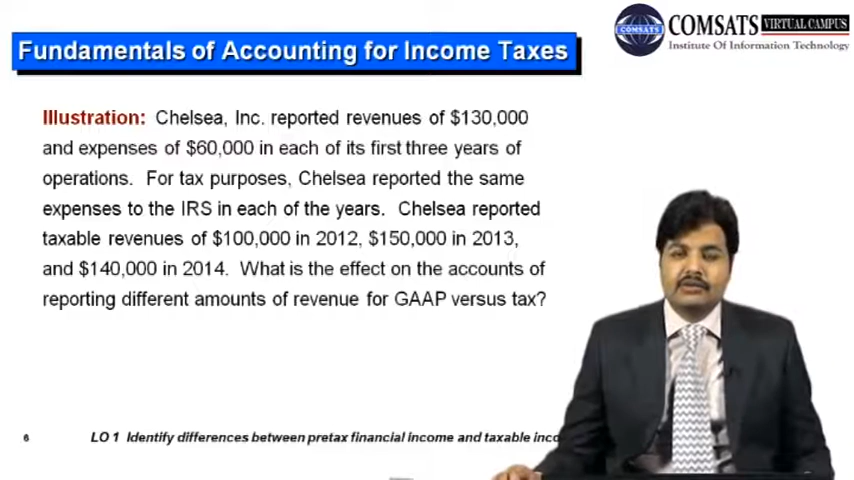 Fundamentals of Accounting for Income Taxes
COMSATS VIRTUAL CAMPUS
Institute Of Information Technology
Illustration: Chelsea, Inc. reported revenues of $130,000
and expenses of $60,000 in each of its first three years of
operations. For tax purposes, Chelsea reported the same
expenses to the IRS in each of the years. Chelsea reported
taxable revenues of $100,000 in 2012, $150,000 in 2013,
and $140,000 in 2014. What is the effect on the accounts of
reporting different amounts of revenue for GAAP versus tax?
6
LO 1 Identify differences between pretax financial income and taxable inco